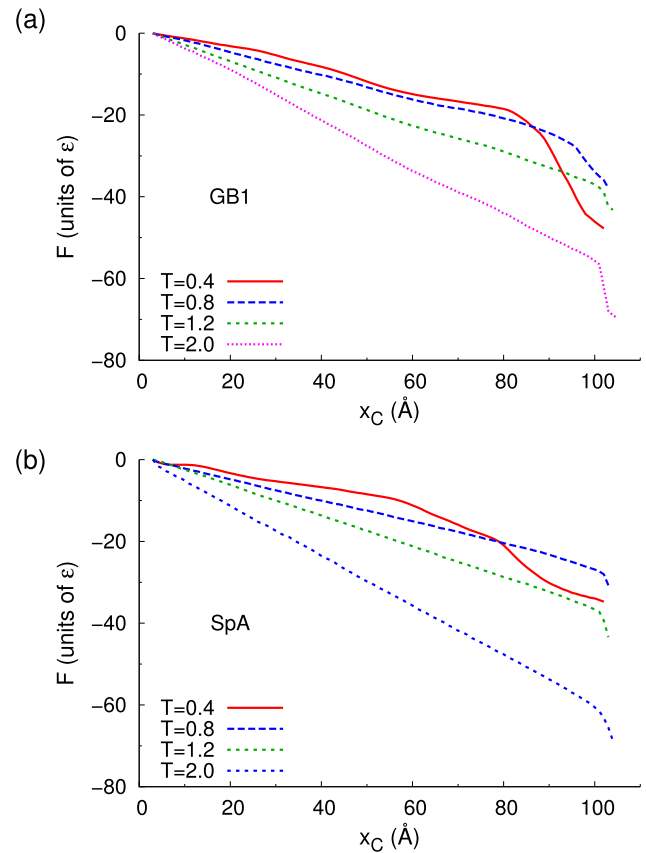 (a)
0
−20
−40
−60
−80
F (units of ε)
GB1
T=0.4
T=0.8
T=1.2
T=2.0
0 20 40 60 80 100
x_C (Å)
(b)
0
−20
−40
−60
−80
F (units of ε)
SpA
T=0.4
T=0.8
T=1.2
T=2.0
0 20 40 60 80 100
x_C (Å)